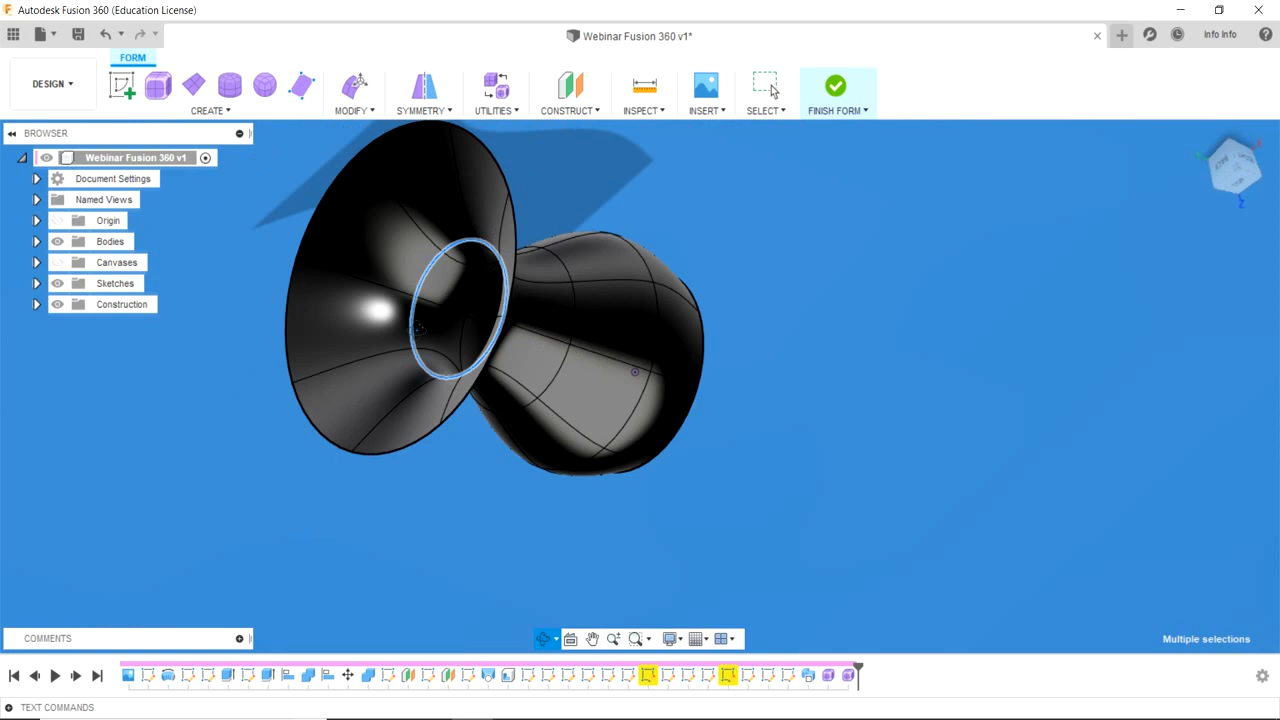 Autodesk Fusion 360 (Education License)
Webinar Fusion 360 v1*
Info Info
FORM
DESIGN
CREATE
MODIFY
SYMMETRY
UTILITIES
CONSTRUCT
INSPECT
INSERT
SELECT
FINISH FORM
BROWSER
Webinar Fusion 360 v1
Document Settings
Named Views
Origin
Bodies
Canvases
Sketches
Construction
Z
COMMENTS
Multiple selections
TEXT COMMANDS